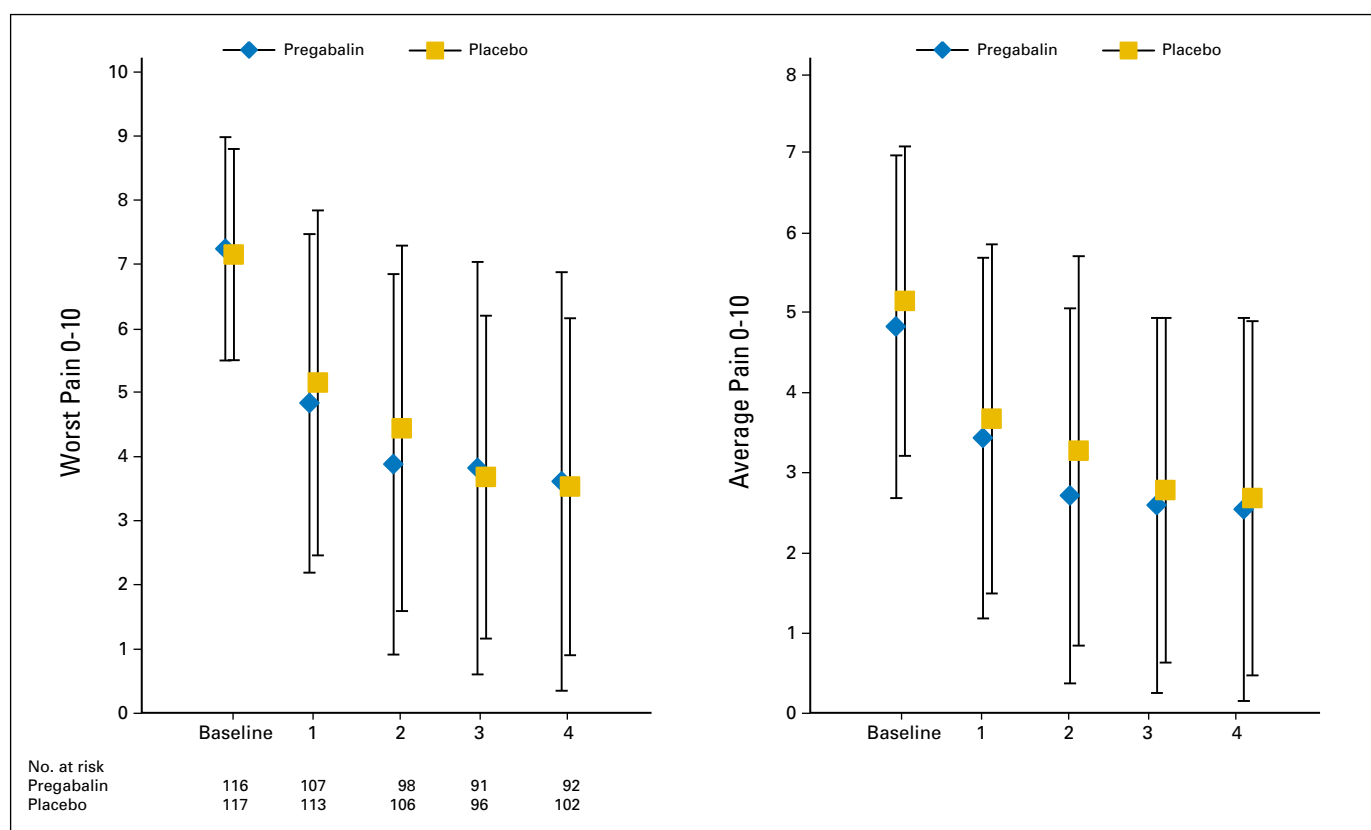 Pregabalin Placebo
10
9
8
7
6
5
4
3
2
1
0
Worst Pain 0-10
Baseline 1 2 3 4
No. at risk
Pregabalin 116 107 98 91 92
Placebo 117 113 106 96 102
Pregabalin Placebo
8
7
6
5
4
3
2
1
0
Average Pain 0-10
Baseline 1 2 3 4